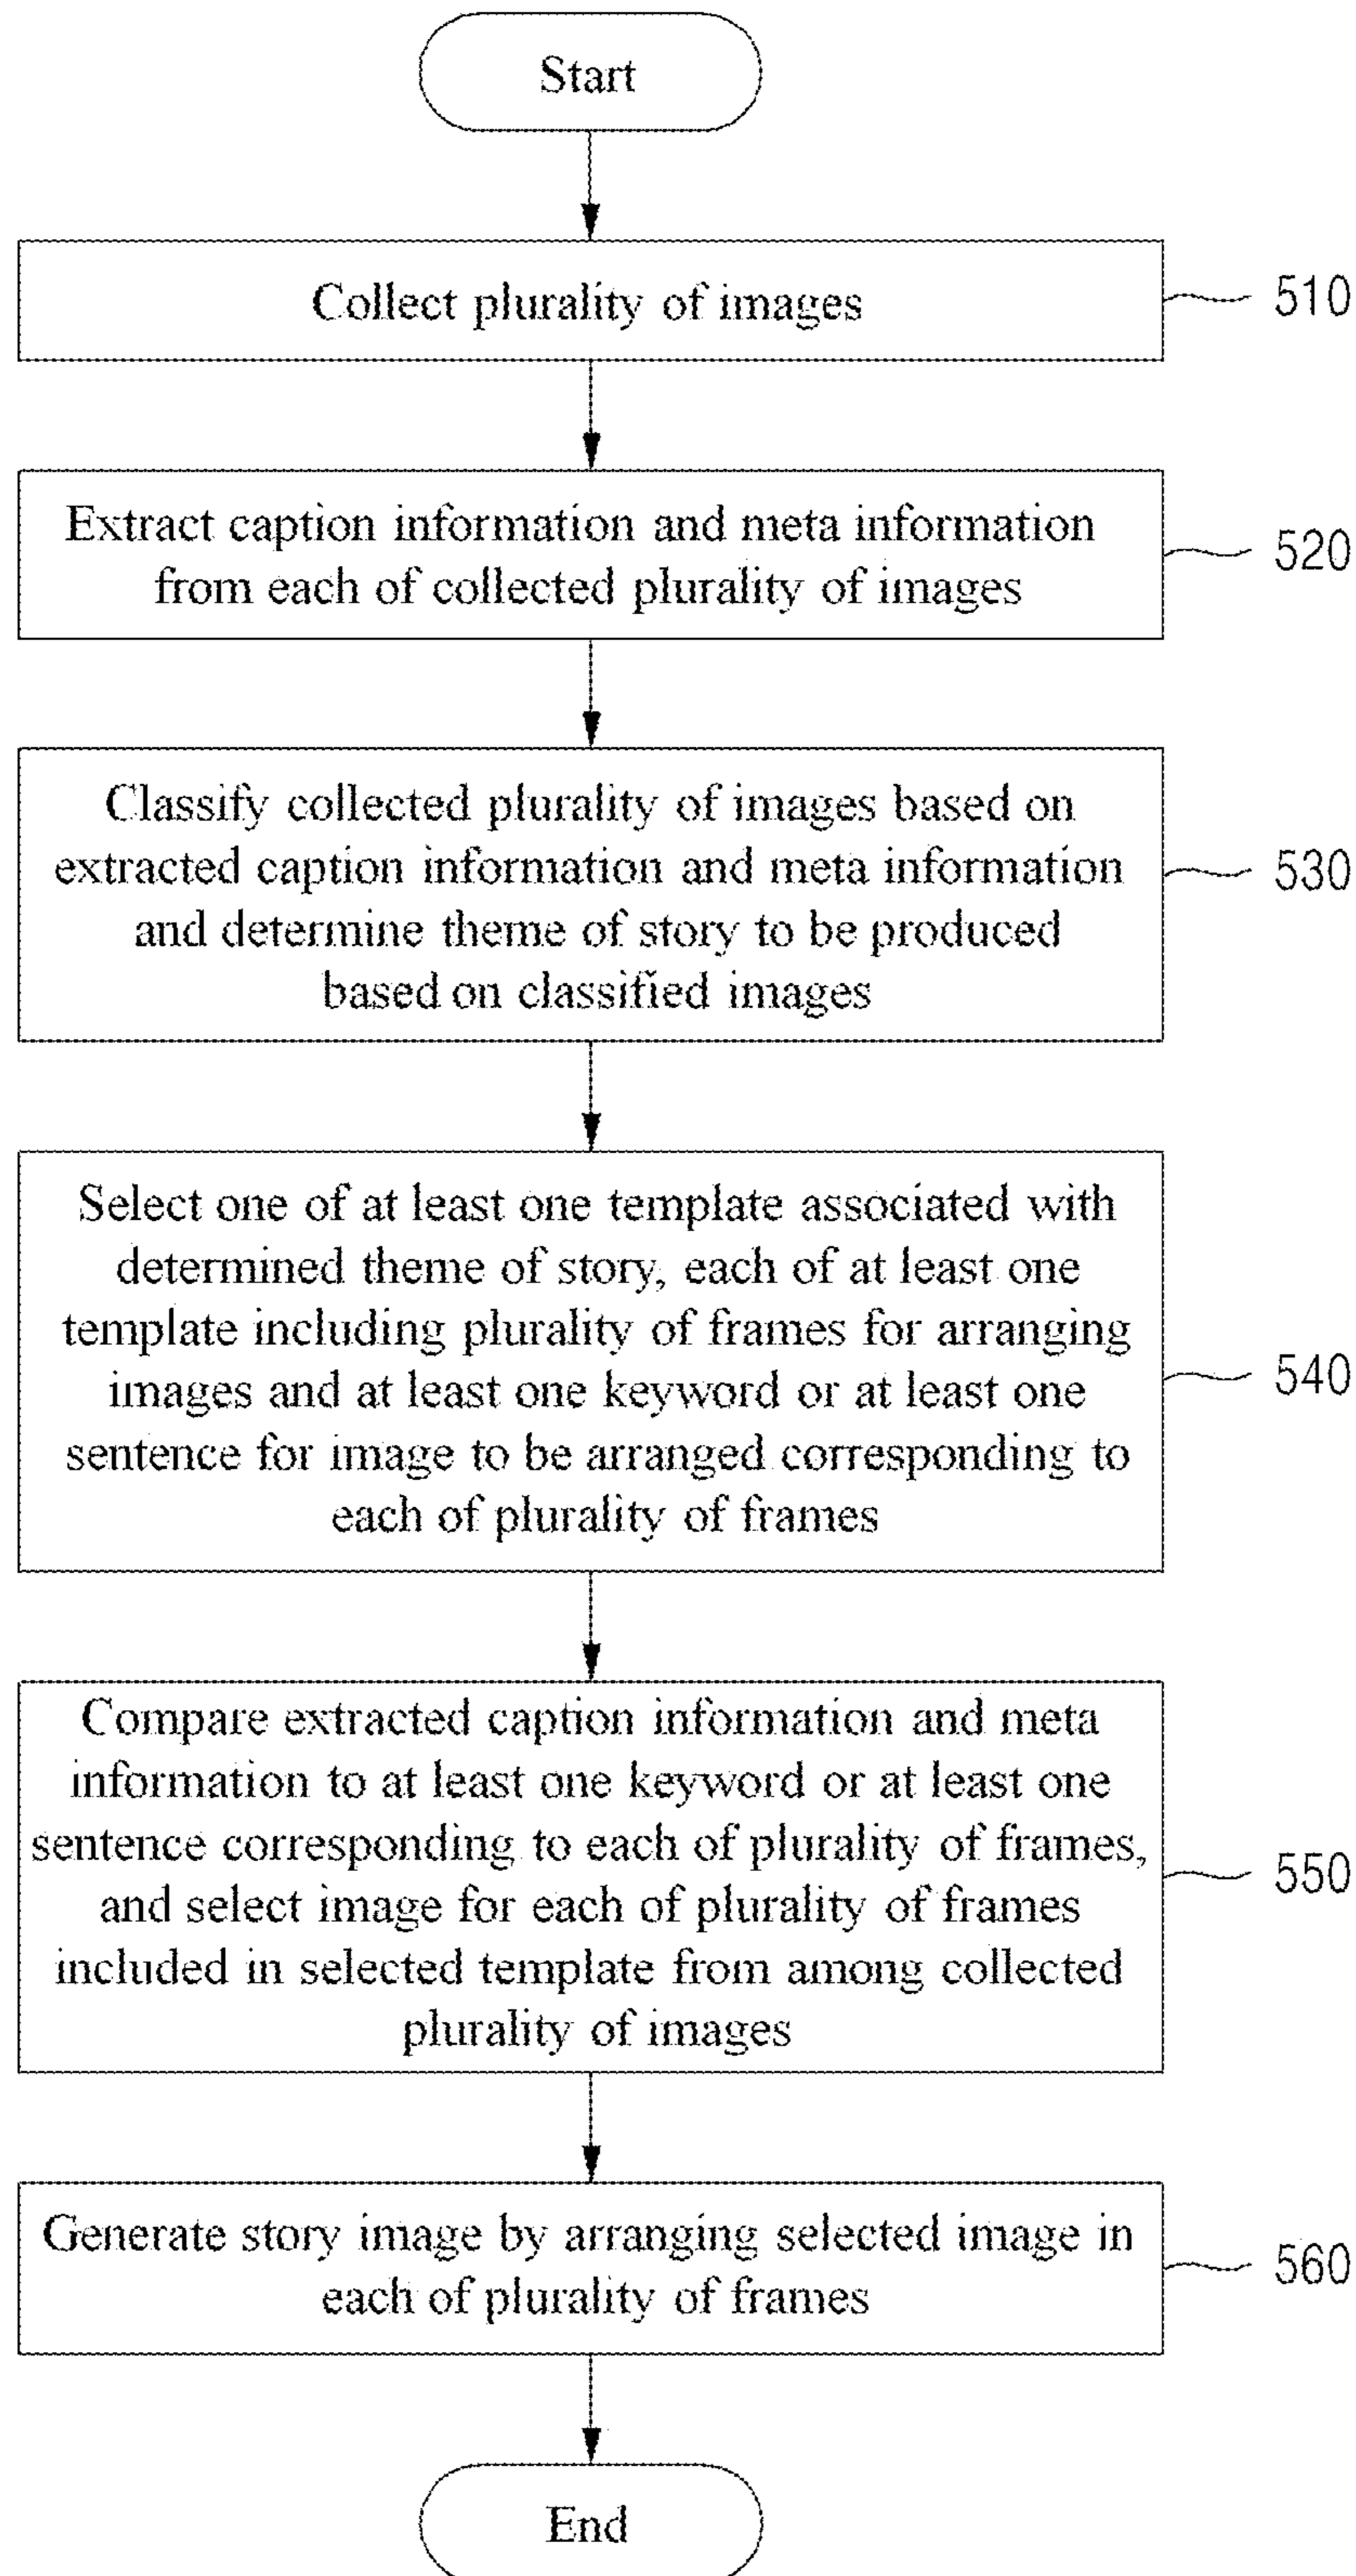 Start
Collect plurality of images
510
Extract caption information and meta information
from each of collected plurality of images
520
Classify collected plurality of images based on
extracted caption information and meta information
and determine theme of story to be produced
based on classified images
530
Select one of at least one template associated with
determined theme of story, each of at least one
template including plurality of frames for arranging
images and at least one keyword or at least one
sentence for image to be arranged corresponding to
each of plurality of frames
540
Compare extracted caption information and meta
information to at least one keyword or at least one
sentence corresponding to each of plurality of frames,
and select image for each of plurality of frames
included in selected template from among collected
plurality of images
550
Generate story image by arranging selected image in
each of plurality of frames
560
End